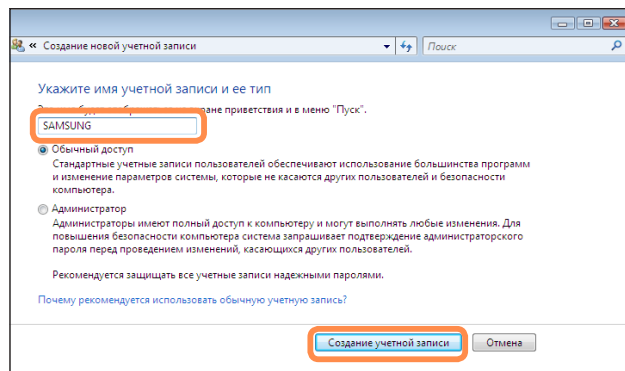 « Создание новой учетной записи
Поиск
Укажите имя учетной записи и ее тип
ране приветствия и в меню "Пуск".
SAMSUNG
Обычный доступ
Стандартные учетные записи пользователей обеспечивают использование большинства программ
и изменение параметров системы, которые не касаются других пользователей и безопасности
компьютера.
Администратор
Администраторы имеют полный доступ к компьютеру и могут выполнять любые изменения. Для
повышения безопасности компьютера система запрашивает подтверждение администраторского
пароля перед проведением изменений, касающихся других пользователей.
Рекомендуется защищать все учетные записи надежными паролями.
Почему рекомендуется использовать обычную учетную запись?
Создание учетной записи
Отмена